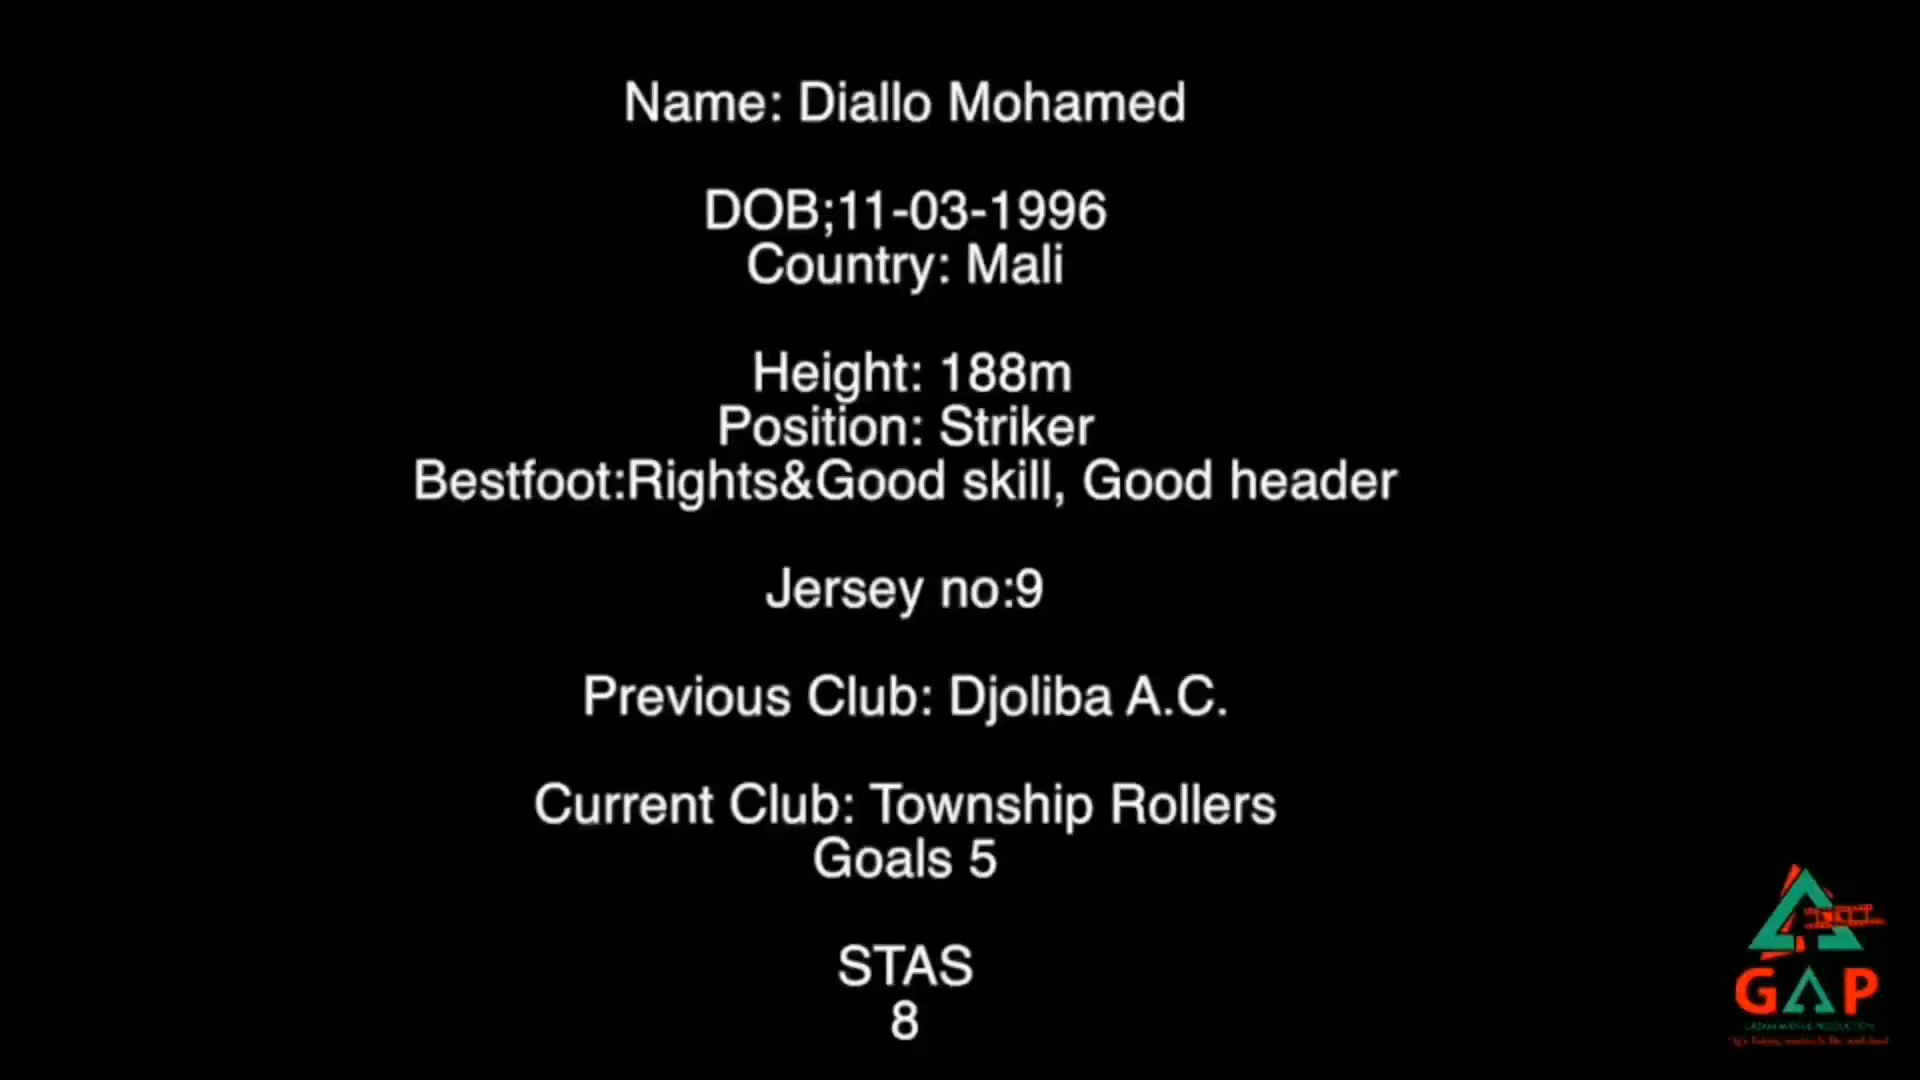 Name: Diallo Mohamed
DOB;11-03-1996
Country: Mali
Height: 188m
Position: Striker
Bestfoot:Rights&Good skill, Good header
Jersey no:9
Previous Club: Djoliba A.C.
Current Club: Township Rollers
Goals 5
STAS
8
GAP